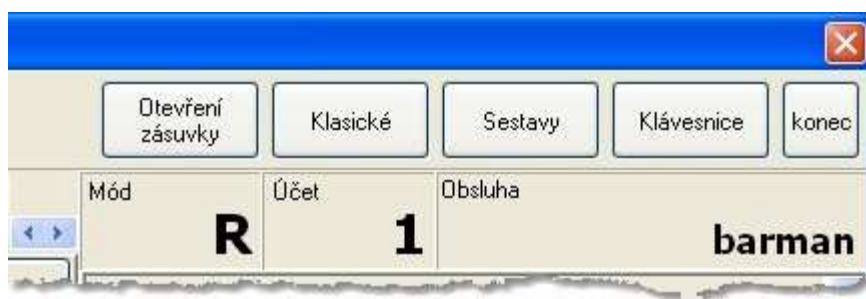 Otevření
zásuvky
Klasické
Sestavy
Klávesnice
konec
Mód
Účet
Obsluha
R
1
barman